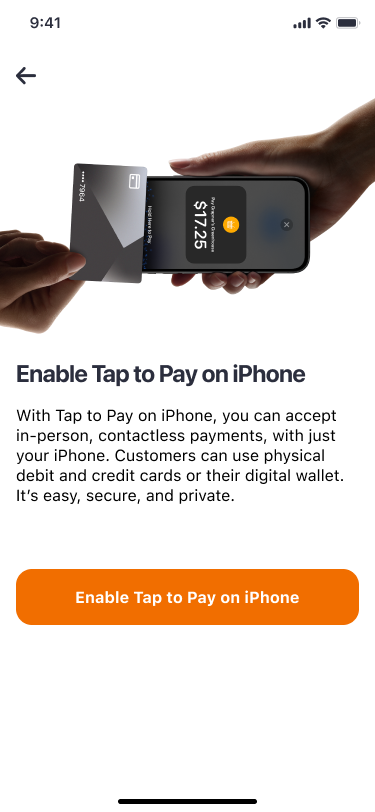 9:41
•••• 7964
Hold Here to Pay
Pay Grayner's Greenhouse
$17.25
Enable Tap to Pay on iPhone
With Tap to Pay on iPhone, you can accept
in-person, contactless payments, with just
your iPhone. Customers can use physical
debit and credit cards or their digital wallet.
It’s easy, secure, and private.
Enable Tap to Pay on iPhone